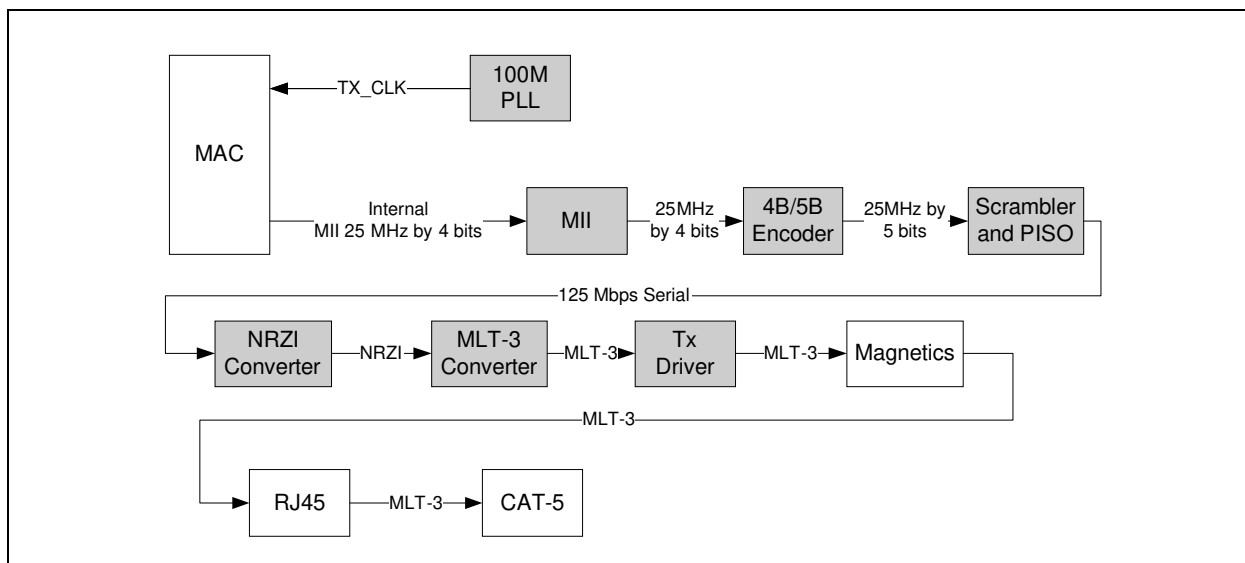 100M
PLL
TX_CLK
MAC
Internal
MII 25 MHz by 4 bits
MII
25MHz
by 4 bits
4B/5B
Encoder
25MHz by
5 bits
Scrambler
and PISO
125 Mbps Serial
NRZI
Converter
NRZI
MLT-3
Converter
MLT-3
Tx
Driver
MLT-3
Magnetics
MLT-3
RJ45
MLT-3
CAT-5